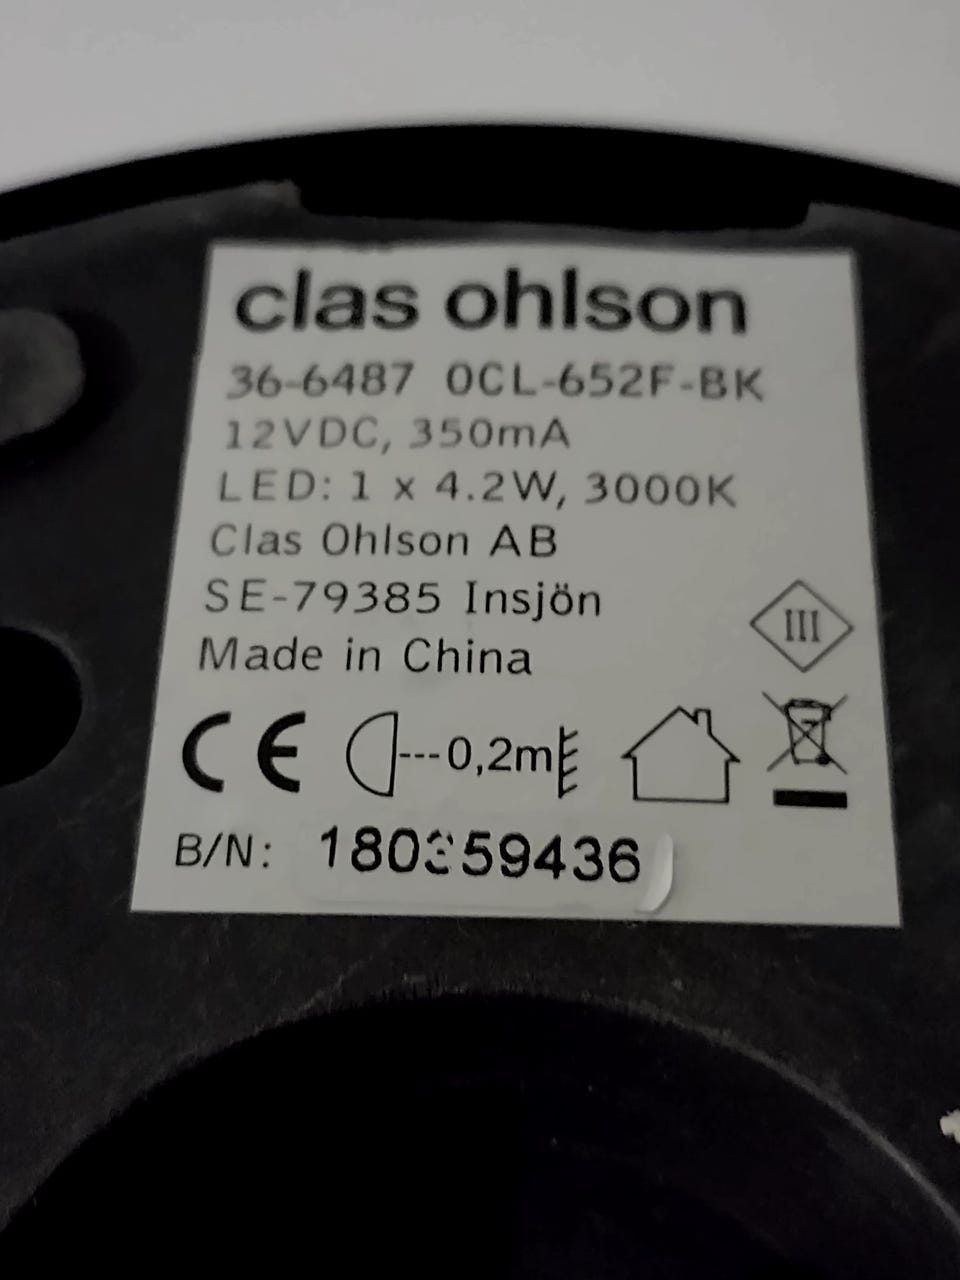 clas ohlson
36-6487 OCL-652F-BK
12VDC, 350mA
LED: 1 x 4.2W, 3000K
Clas Ohlson AB
SE-79385 Insjön
Made in China
III
CE 0,2m
B/N: